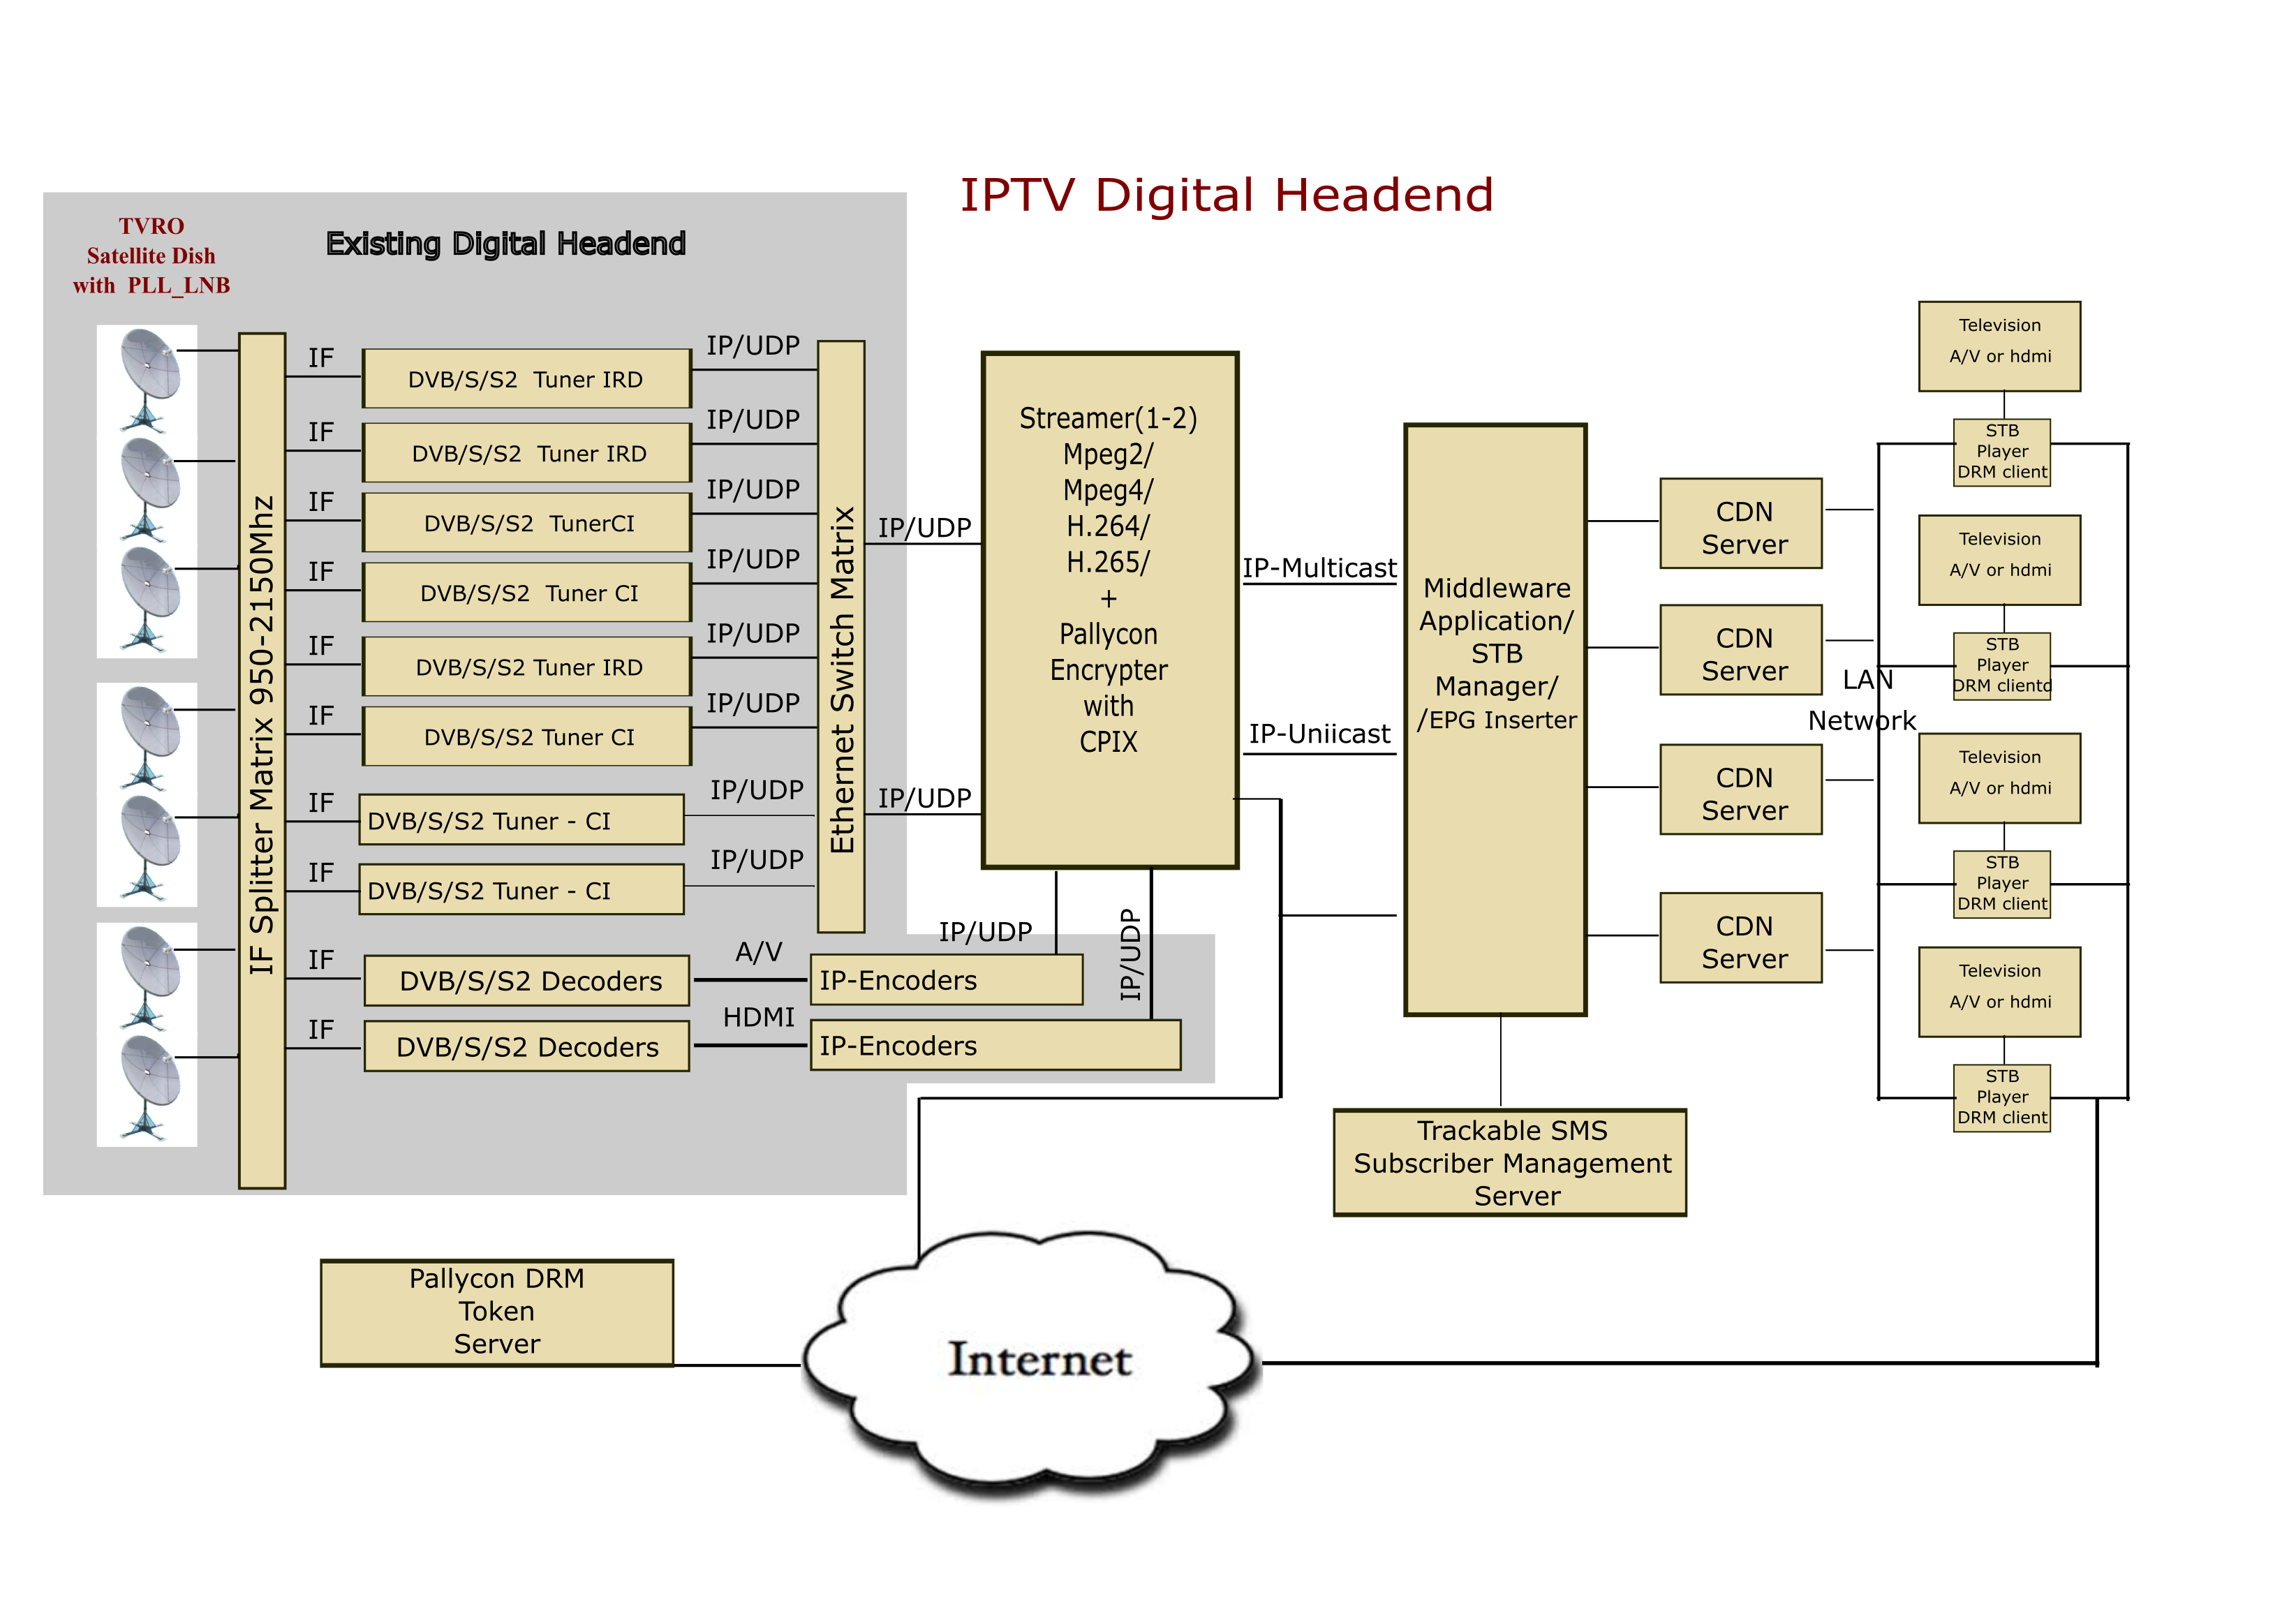 IPTV Digital Headend
TVRO
Satellite Dish
with PLL_LNB
Existing Digital Headend
IF Splitter Matrix 950-2150Mhz
IF
DVB/S/S2 Tuner IRD
IP/UDP
IF
DVB/S/S2 Tuner IRD
IP/UDP
IF
DVB/S/S2 TunerCI
IP/UDP
IF
DVB/S/S2 Tuner CI
IP/UDP
IF
DVB/S/S2 Tuner IRD
IP/UDP
IF
DVB/S/S2 Tuner CI
IP/UDP
IF
DVB/S/S2 Tuner - CI
IP/UDP
IF
DVB/S/S2 Tuner - CI
IP/UDP
IF
DVB/S/S2 Decoders
A/V
IP-Encoders
IP/UDP
IF
DVB/S/S2 Decoders
HDMI
IP-Encoders
IP/UDP
Ethernet Switch Matrix
IP/UDP
IP/UDP
Streamer(1-2)
Mpeg2/
Mpeg4/
H.264/
H.265/
+
Pallycon
Encrypter
with
CPIX
IP-Multicast
IP-Uniicast
Middleware
Application/
STB
Manager/
/EPG Inserter
CDN
Server
CDN
Server
CDN
Server
CDN
Server
LAN
Network
Television
A/V or hdmi
STB
Player
DRM client
Television
A/V or hdmi
STB
Player
DRM clientd
Television
A/V or hdmi
STB
Player
DRM client
Television
A/V or hdmi
STB
Player
DRM client
Trackable SMS
Subscriber Management
Server
Pallycon DRM
Token
Server
Internet